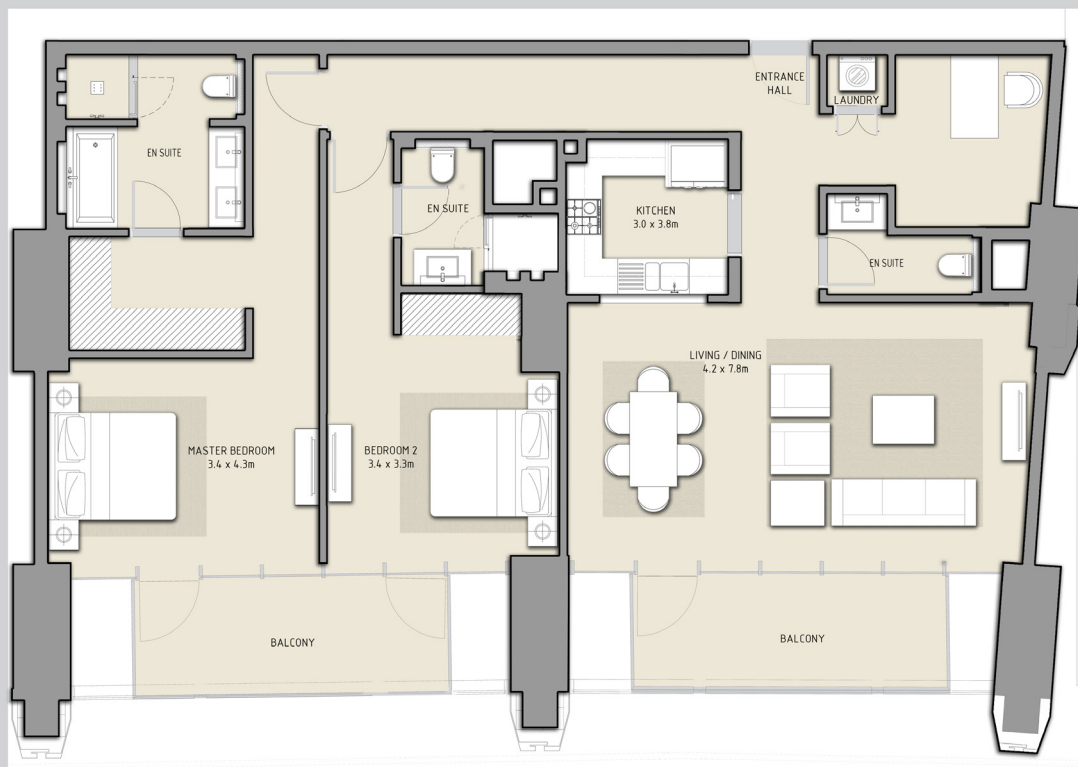 ENTRANCE
HALL
LAUNDRY
EN SUITE
EN SUITE
KITCHEN
3.0 x 3.8m
EN SUITE
LIVING / DINING
4.2 x 7.8m
MASTER BEDROOM
3.4 x 4.3m
BEDROOM 2
3.4 x 3.3m
BALCONY
BALCONY